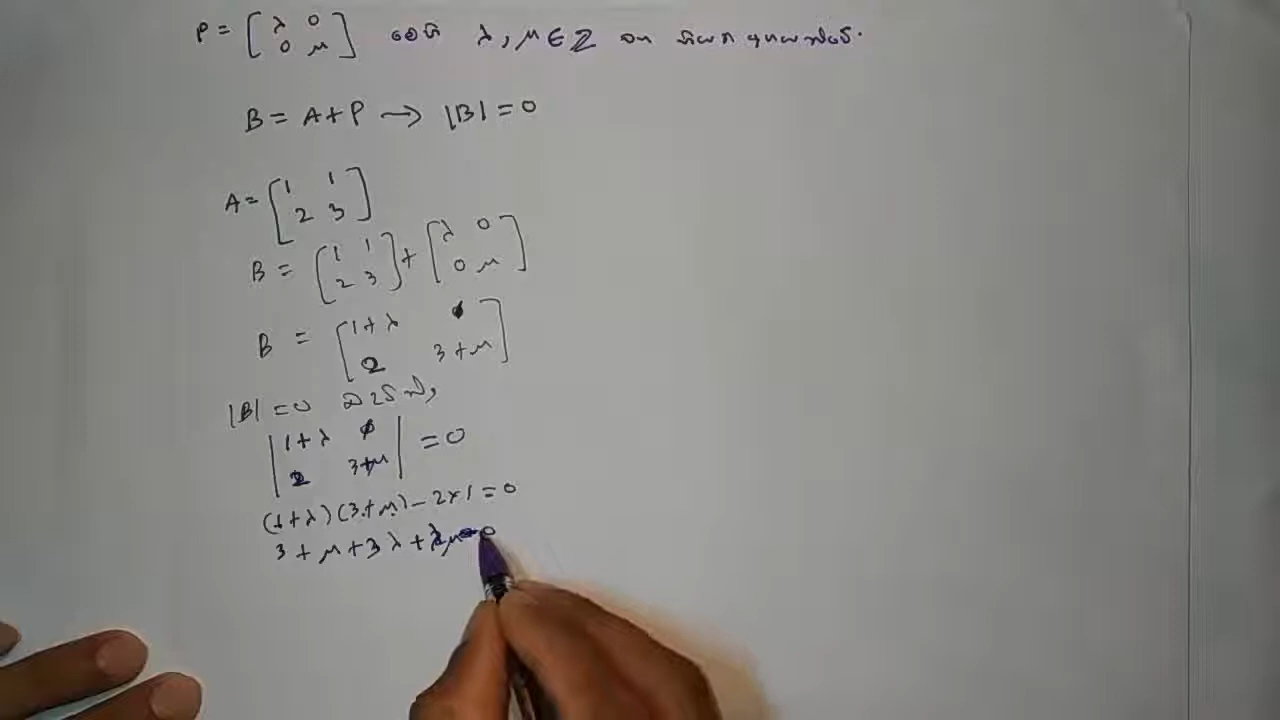 P = [λ 0
0 μ] λ, μ ∈ ℤ
B = A + P → |B| = 0
A = [1 1
2 3]
B = [1 1
2 3] + [λ 0
0 μ]
B = [1+λ 1
2 3+μ]
|B| = 0
|1+λ 1
2 3+μ| = 0
(1+λ)(3+μ) - 2×1 = 0
3 + μ + 3λ + λμ